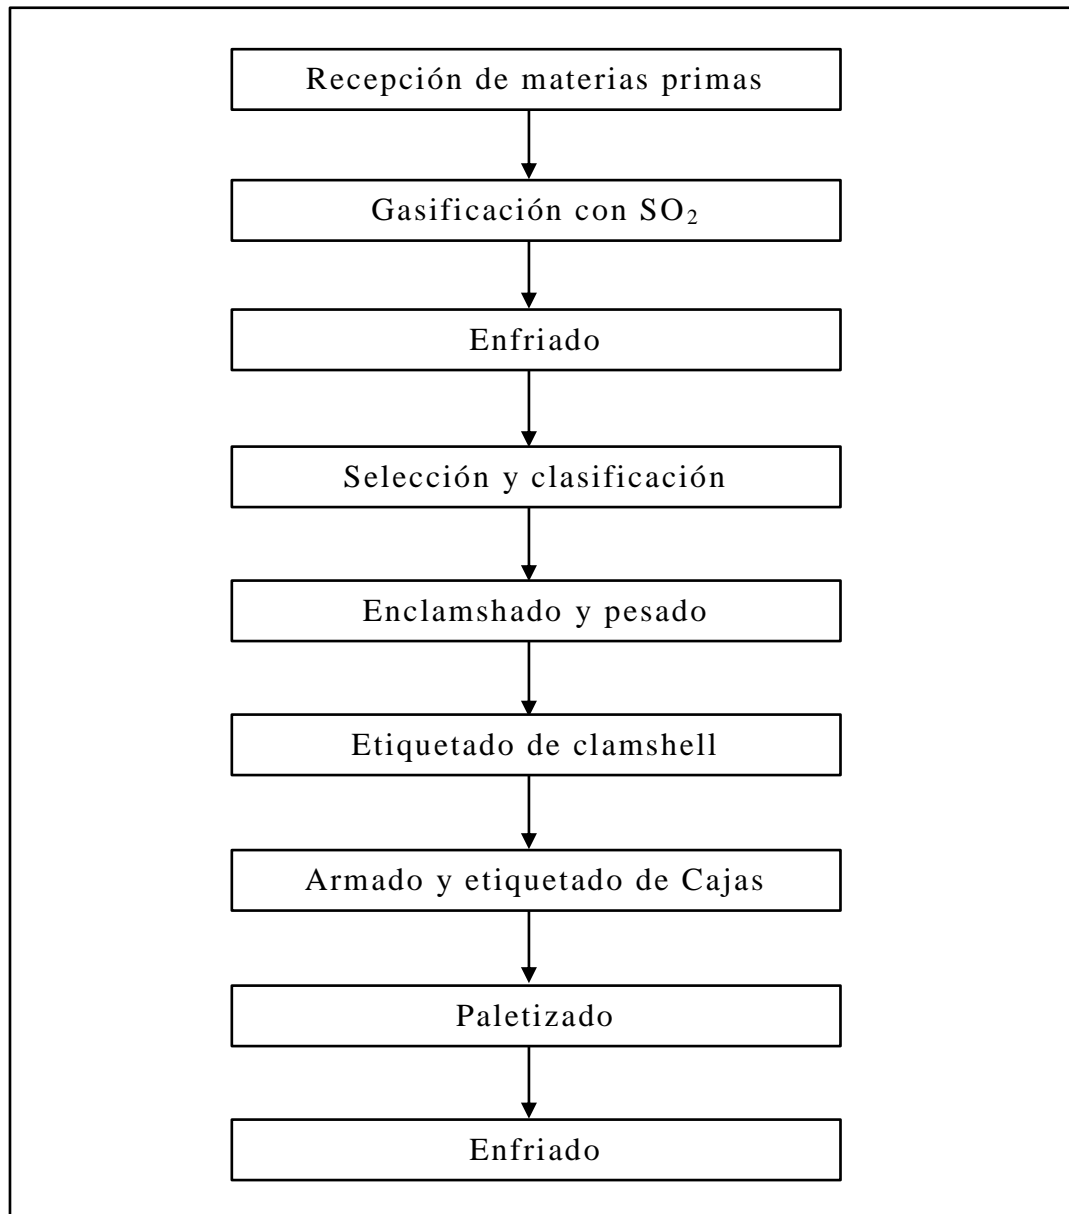 Recepción de materias primas
Gasificación con SO₂
Enfriado
Selección y clasificación
Enclamshado y pesado
Etiquetado de clamshell
Armado y etiquetado de Cajas
Paletizado
Enfriado